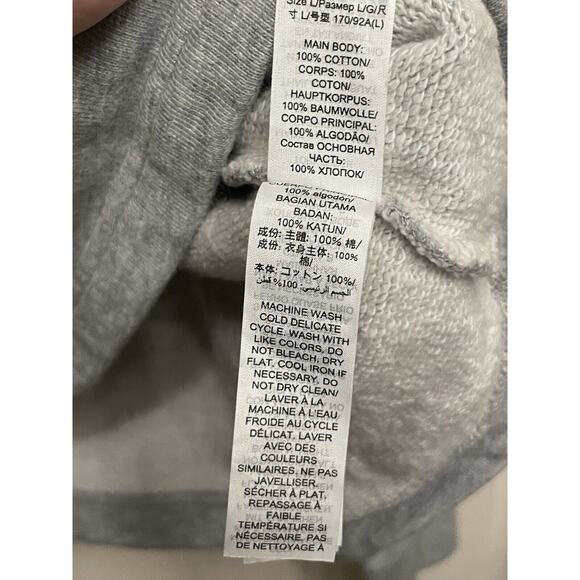 Size L/Размер L/G/尺
寸 L/号型 170/92A(L)
MAIN BODY:
100% COTTON/
CORPS: 100%
COTON/
HAUPTKORPUS:
100% BAUMWOLLE/
CORPO PRINCIPAL:
100% ALGODÃO/
Состав ОСНОВНАЯ
ЧАСТЬ:
100% ХЛОПОК/
100% algodón/
BAGIAN UTAMA
BADAN:
100% KATUN/
成份: 主體: 100% 棉/
成份: 衣身主体: 100%
棉/
本体: コットン 100%/
الجسم الرئيسي: 100% قطن
MACHINE WASH
COLD DELICATE
CYCLE. WASH WITH
LIKE COLORS. DO
NOT BLEACH. DRY
FLAT. COOL IRON IF
NECESSARY. DO
NOT DRY CLEAN/
LAVER À LA
MACHINE À L'EAU
FROIDE AU CYCLE
DÉLICAT. LAVER
AVEC DES
COULEURS
SIMILAIRES. NE PAS
JAVELLISER.
SÉCHER À PLAT,
REPASSAGE À
FAIBLE
TEMPÉRATURE SI
NÉCESSAIRE. PAS
DE NETTOYAGE À